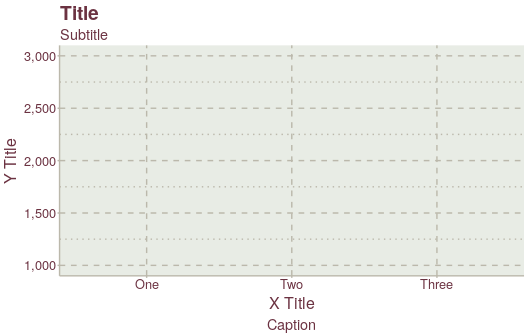 Title
Subtitle
3,000
2,500
2,000
1,500
1,000
Y Title
One Two Three
X Title
Caption